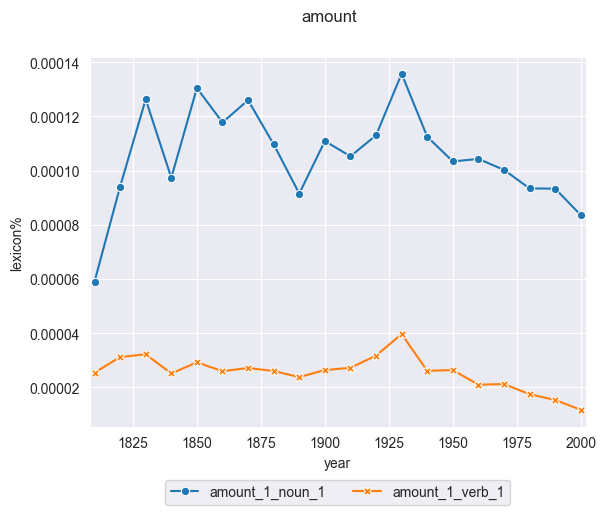 amount
0.00014
0.00012
0.00010
0.00008
0.00006
0.00004
0.00002
lexicon%
1825 1850 1875 1900 1925 1950 1975 2000
year
amount_1_noun_1 amount_1_verb_1